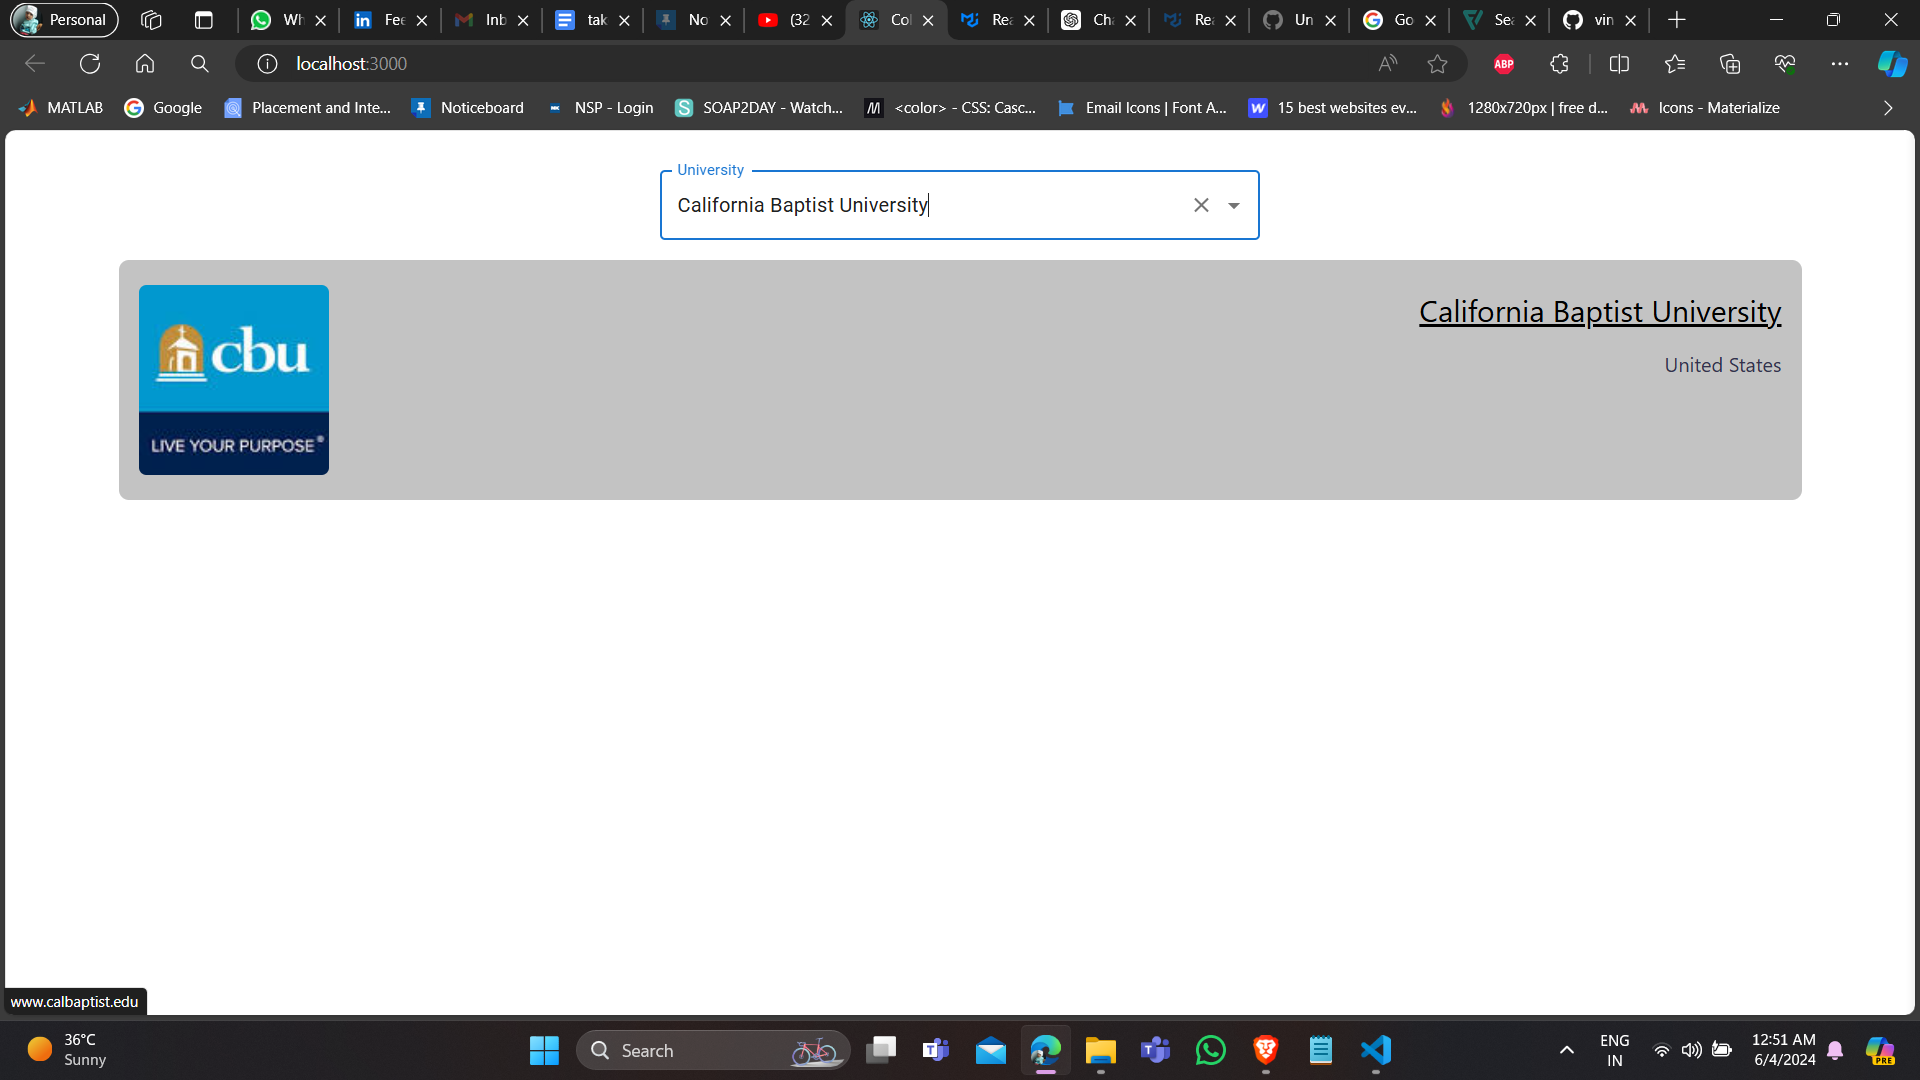 Personal
Wh
Fee
Inb
tak
No
(32
Col
Rea
Cha
Rea
Un
Go
Sea
vin
localhost:3000
ABP
MATLAB
Google
Placement and Inte...
Noticeboard
NSP - Login
SOAP2DAY - Watch...
<color> - CSS: Casc...
Email Icons | Font A...
15 best websites ev...
1280x720px | free d...
Icons - Materialize
University
California Baptist University
cbu
LIVE YOUR PURPOSE®
California Baptist University
United States
www.calbaptist.edu
36°C
Sunny
Search
ENG
IN
12:51 AM
6/4/2024
PRE